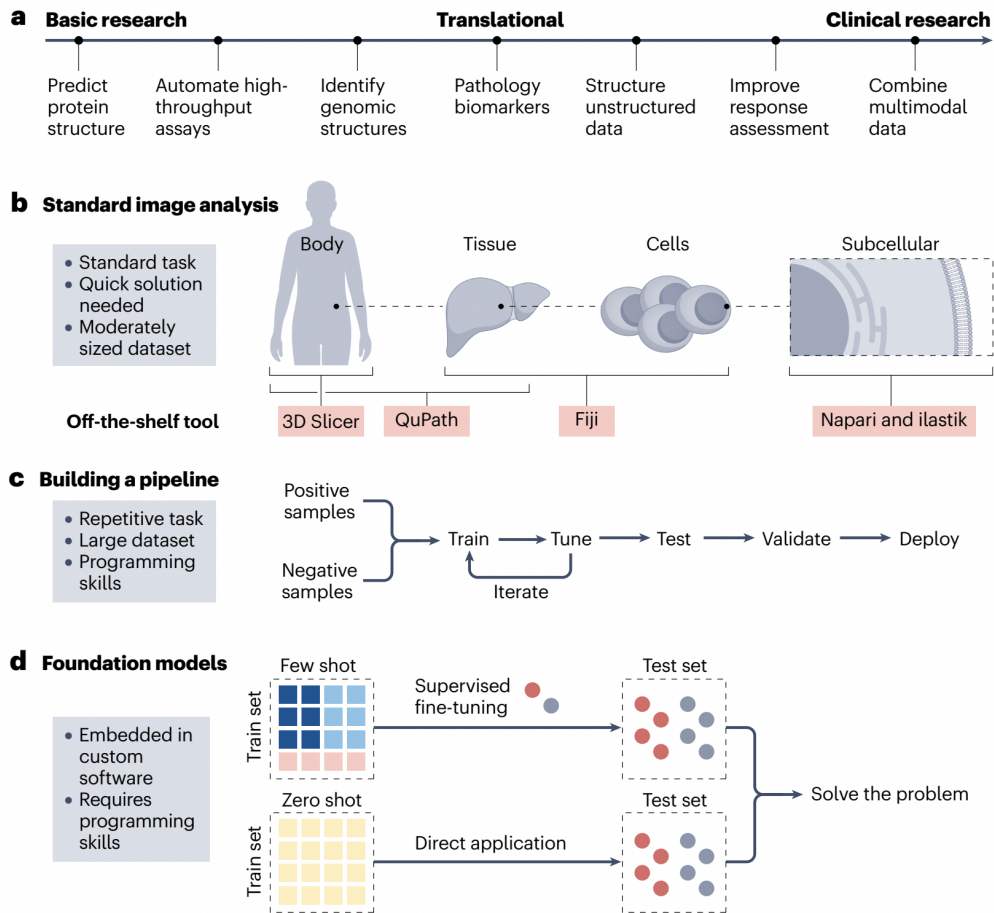 a
Basic research
Translational
Clinical research
Predict
protein
structure
Automate high-
throughput
assays
Identify
genomic
structures
Pathology
biomarkers
Structure
unstructured
data
Improve
response
assessment
Combine
multimodal
data
b
Standard image analysis
• Standard task
• Quick solution
needed
• Moderately
sized dataset
Body
Tissue
Cells
Subcellular
Off-the-shelf tool
3D Slicer
QuPath
Fiji
Napari and ilastik
c
Building a pipeline
• Repetitive task
• Large dataset
• Programming
skills
Positive
samples
Negative
samples
Train
Tune
Test
Validate
Deploy
Iterate
d
Foundation models
• Embedded in
custom
software
• Requires
programming
skills
Few shot
Train set
Supervised
fine-tuning
Test set
Zero shot
Train set
Direct application
Test set
Solve the problem